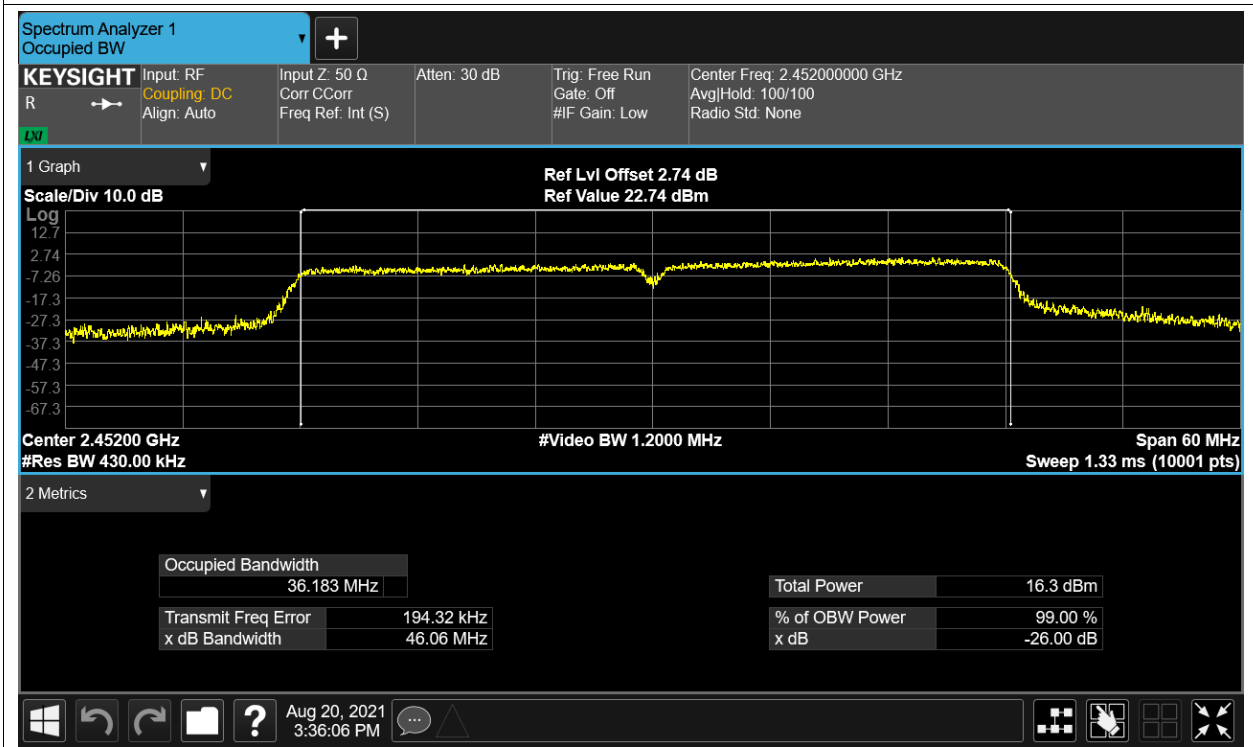 Spectrum Analyzer 1
Occupied BW
KEYSIGHT Input: RF Input Z: 50 Ω Atten: 30 dB Trig: Free Run Center Freq: 2.452000000 GHz
R Coupling: DC Corr CCorr Gate: Off Avg|Hold: 100/100
Align: Auto Freq Ref: Int (S) #IF Gain: Low Radio Std: None
LXI
1 Graph
Ref Lvl Offset 2.74 dB
Scale/Div 10.0 dB Ref Value 22.74 dBm
Log
12.7
2.74
-7.26
-17.3
-27.3
-37.3
-47.3
-57.3
-67.3
Center 2.45200 GHz #Video BW 1.2000 MHz Span 60 MHz
#Res BW 430.00 kHz Sweep 1.33 ms (10001 pts)
2 Metrics
Occupied Bandwidth
36.183 MHz Total Power 16.3 dBm
Transmit Freq Error 194.32 kHz % of OBW Power 99.00 %
x dB Bandwidth 46.06 MHz x dB -26.00 dB
? Aug 20, 2021
3:36:06 PM